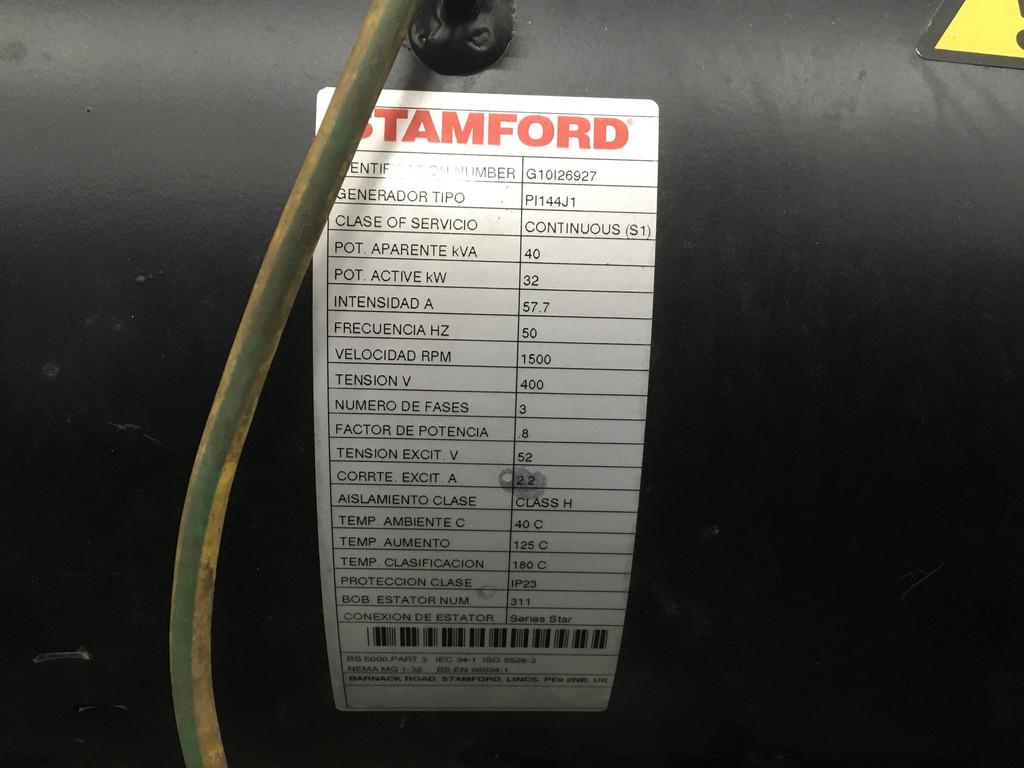 STAMFORD
IDENTIFICATION NUMBER G10I26927
GENERADOR TIPO PI144J1
CLASE OF SERVICIO CONTINUOUS (S1)
POT. APARENTE kVA 40
POT. ACTIVE kW 32
INTENSIDAD A 57.7
FRECUENCIA HZ 50
VELOCIDAD RPM 1500
TENSION V 400
NUMERO DE FASES 3
FACTOR DE POTENCIA .8
TENSION EXCIT. V 52
CORRTE. EXCIT. A 2.2
AISLAMIENTO CLASE CLASS H
TEMP. AMBIENTE C 40 C
TEMP. AUMENTO 125 C
TEMP. CLASIFICACION 180 C
PROTECCION CLASE IP23
BOB. ESTATOR NUM. 311
CONEXION DE ESTATOR Series Star
BS 5000,PART 3 IEC 34-1 ISO 8528-3
NEMA MG 1-32 BS EN 60034-1
BARNACK ROAD, STAMFORD, LINCS, PE9 2NB, UK